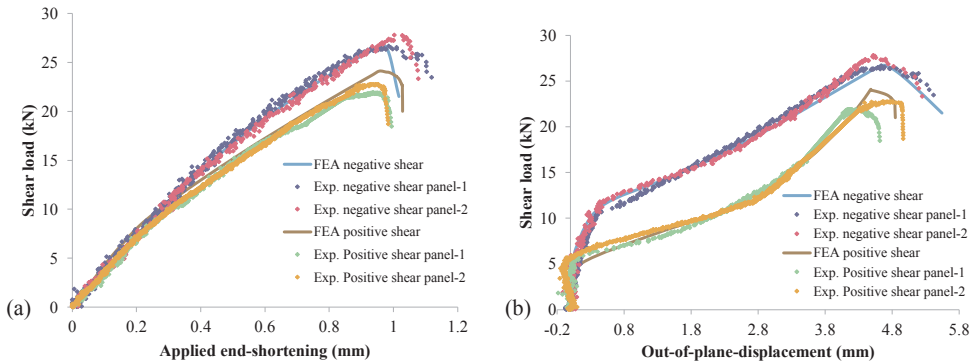 30
25
20
15
10
5
0
Shear load (kN)
FEA negative shear
Exp. negative shear panel-1
Exp. negative shear panel-2
FEA positive shear
Exp. Positive shear panel-1
Exp. Positive shear panel-2
0 0.2 0.4 0.6 0.8 1 1.2
(a)
Applied end-shortening (mm)
30
25
20
15
10
5
0
Shear load (kN)
FEA negative shear
Exp. negative shear panel-1
Exp. negative shear panel-2
FEA positive shear
Exp. Positive shear panel-1
Exp. Positive shear panel-2
-0.2 0.8 1.8 2.8 3.8 4.8 5.8
(b)
Out-of-plane-displacement (mm)